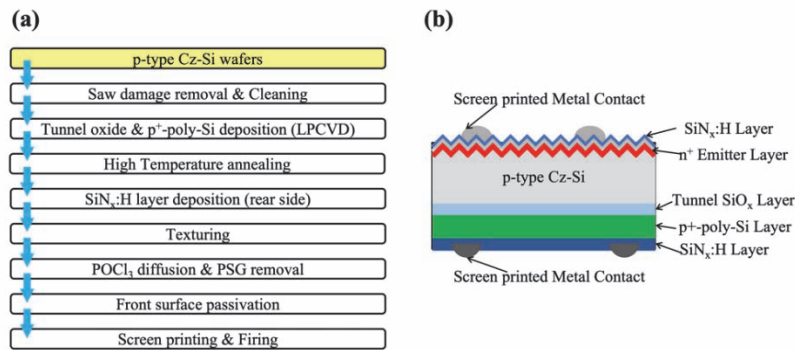 (a)
p-type Cz-Si wafers
Saw damage removal & Cleaning
Tunnel oxide & p⁺-poly-Si deposition (LPCVD)
High Temperature annealing
SiNₓ:H layer deposition (rear side)
Texturing
POCl₃ diffusion & PSG removal
Front surface passivation
Screen printing & Firing
(b)
Screen printed Metal Contact
SiNₓ:H Layer
n⁺ Emitter Layer
p-type Cz-Si
Tunnel SiOₓ Layer
p+-poly-Si Layer
SiNₓ:H Layer
Screen printed Metal Contact